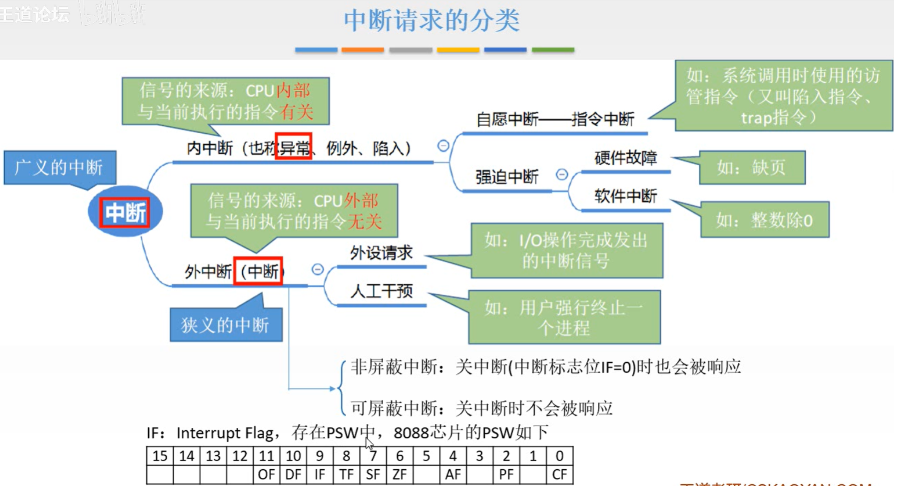 王道论坛
中断请求的分类
信号的来源：CPU内部
与当前执行的指令有关
如：系统调用时使用的访
管指令（又叫陷入指令、
trap指令）
自愿中断——指令中断
内中断（也称异常、例外、陷入）
广义的中断
硬件故障
如：缺页
强迫中断
中断
信号的来源：CPU外部
与当前执行的指令无关
软件中断
如：整数除0
外设请求
如：I/O操作完成发出
的中断信号
外中断（中断）
人工干预
如：用户强行终止一
个进程
狭义的中断
非屏蔽中断：关中断(中断标志位IF=0)时也会被响应
可屏蔽中断：关中断时不会被响应
IF：Interrupt Flag，存在PSW中，8088芯片的PSW如下
15 14 13 12 11 10 9 8 7 6 5 4 3 2 1 0
OF DF IF TF SF ZF AF PF CF